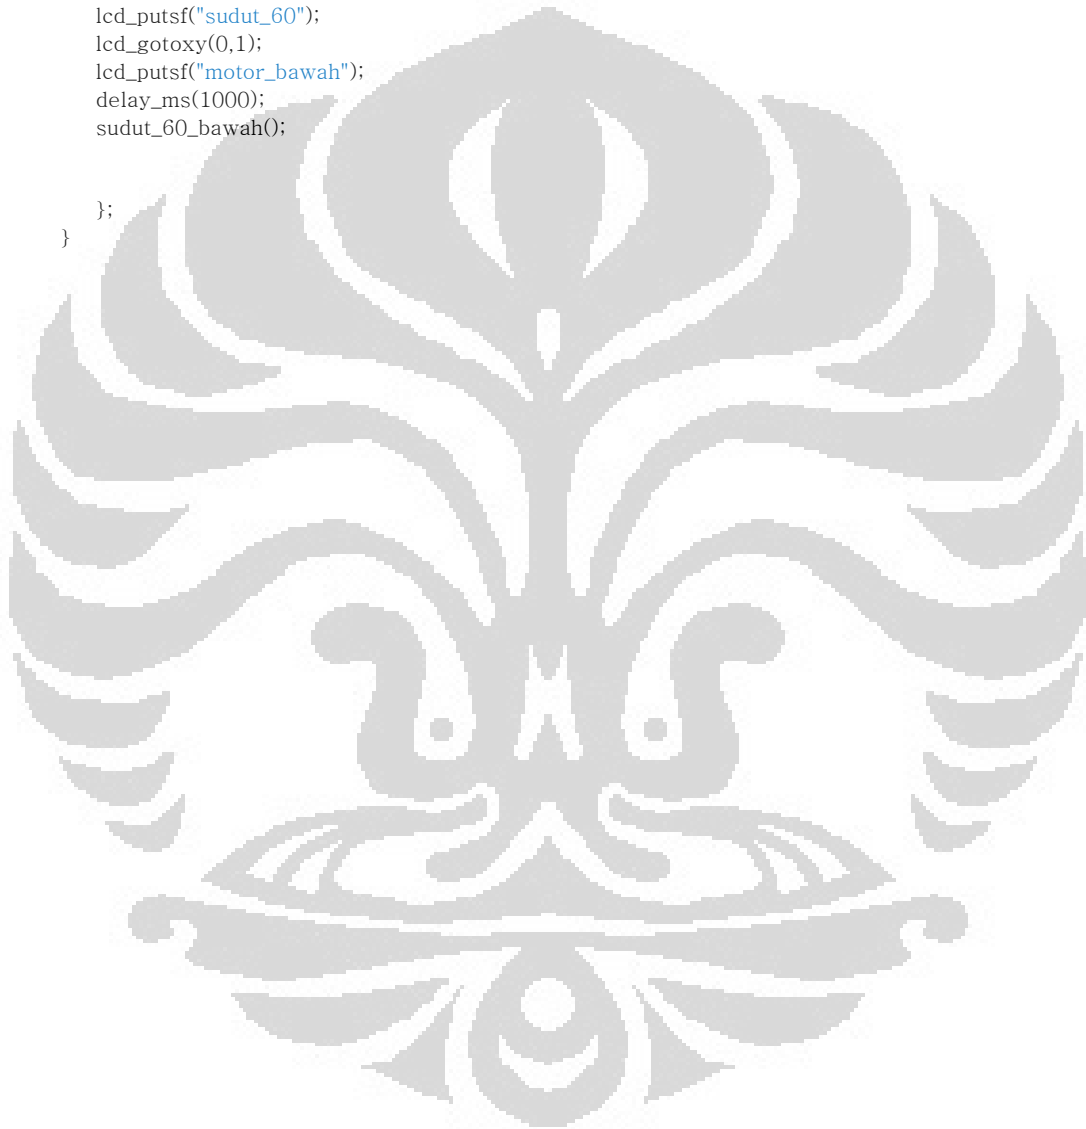 lcd_putsf("sudut_60");
lcd_gotoxy(0,1);
lcd_putsf("motor_bawah");
delay_ms(1000);
sudut_60_bawah();
};
}